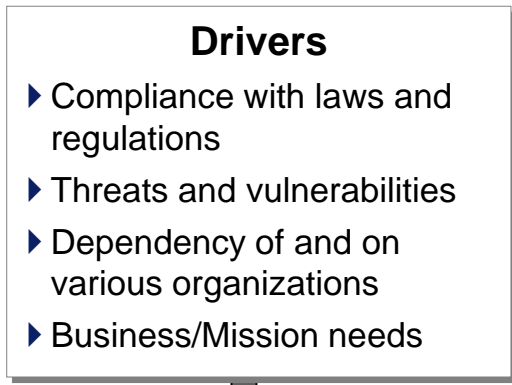 Drivers
Compliance with laws and
regulations
Threats and vulnerabilities
Dependency of and on
various organizations
Business/Mission needs